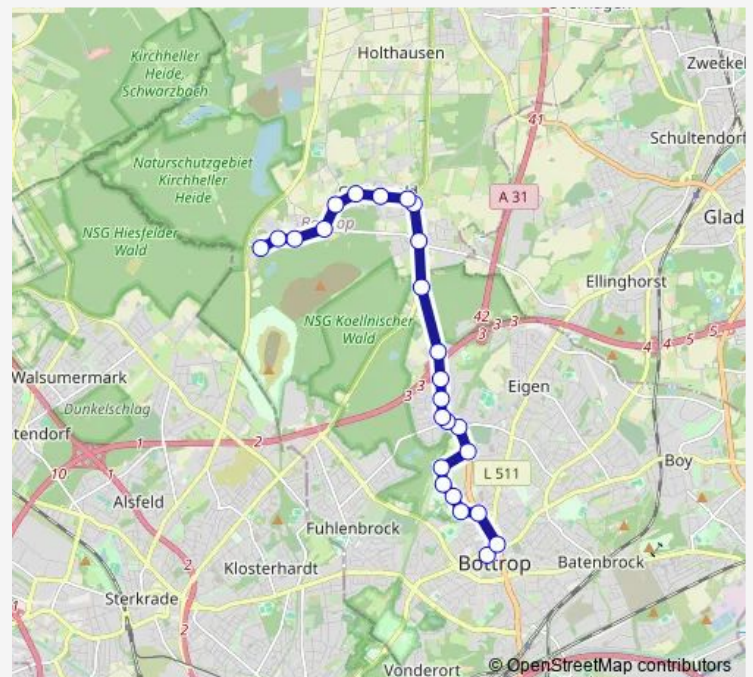 Holthausen
Kirchheller
Heide,
Schwarzbach
Zweckel
41
Schultendorf
Naturschutzgebiet
Kirchheller
Heide
A 31
Glad
NSG Hiesfelder
Wald
Ellinghorst
42
3 3 3
NSG Koellnischer
Wald
4 4 5 5
3
3
Walsumermark
Eigen
Dunkelschlag
tendorf
1
2
10
1
Boy
L 511
Alsfeld
Fuhlenbrock
2
Klosterhardt
Bottrop
Batenbrock
1
Sterkrade
2
Vonderort
© OpenStreetMap contributors